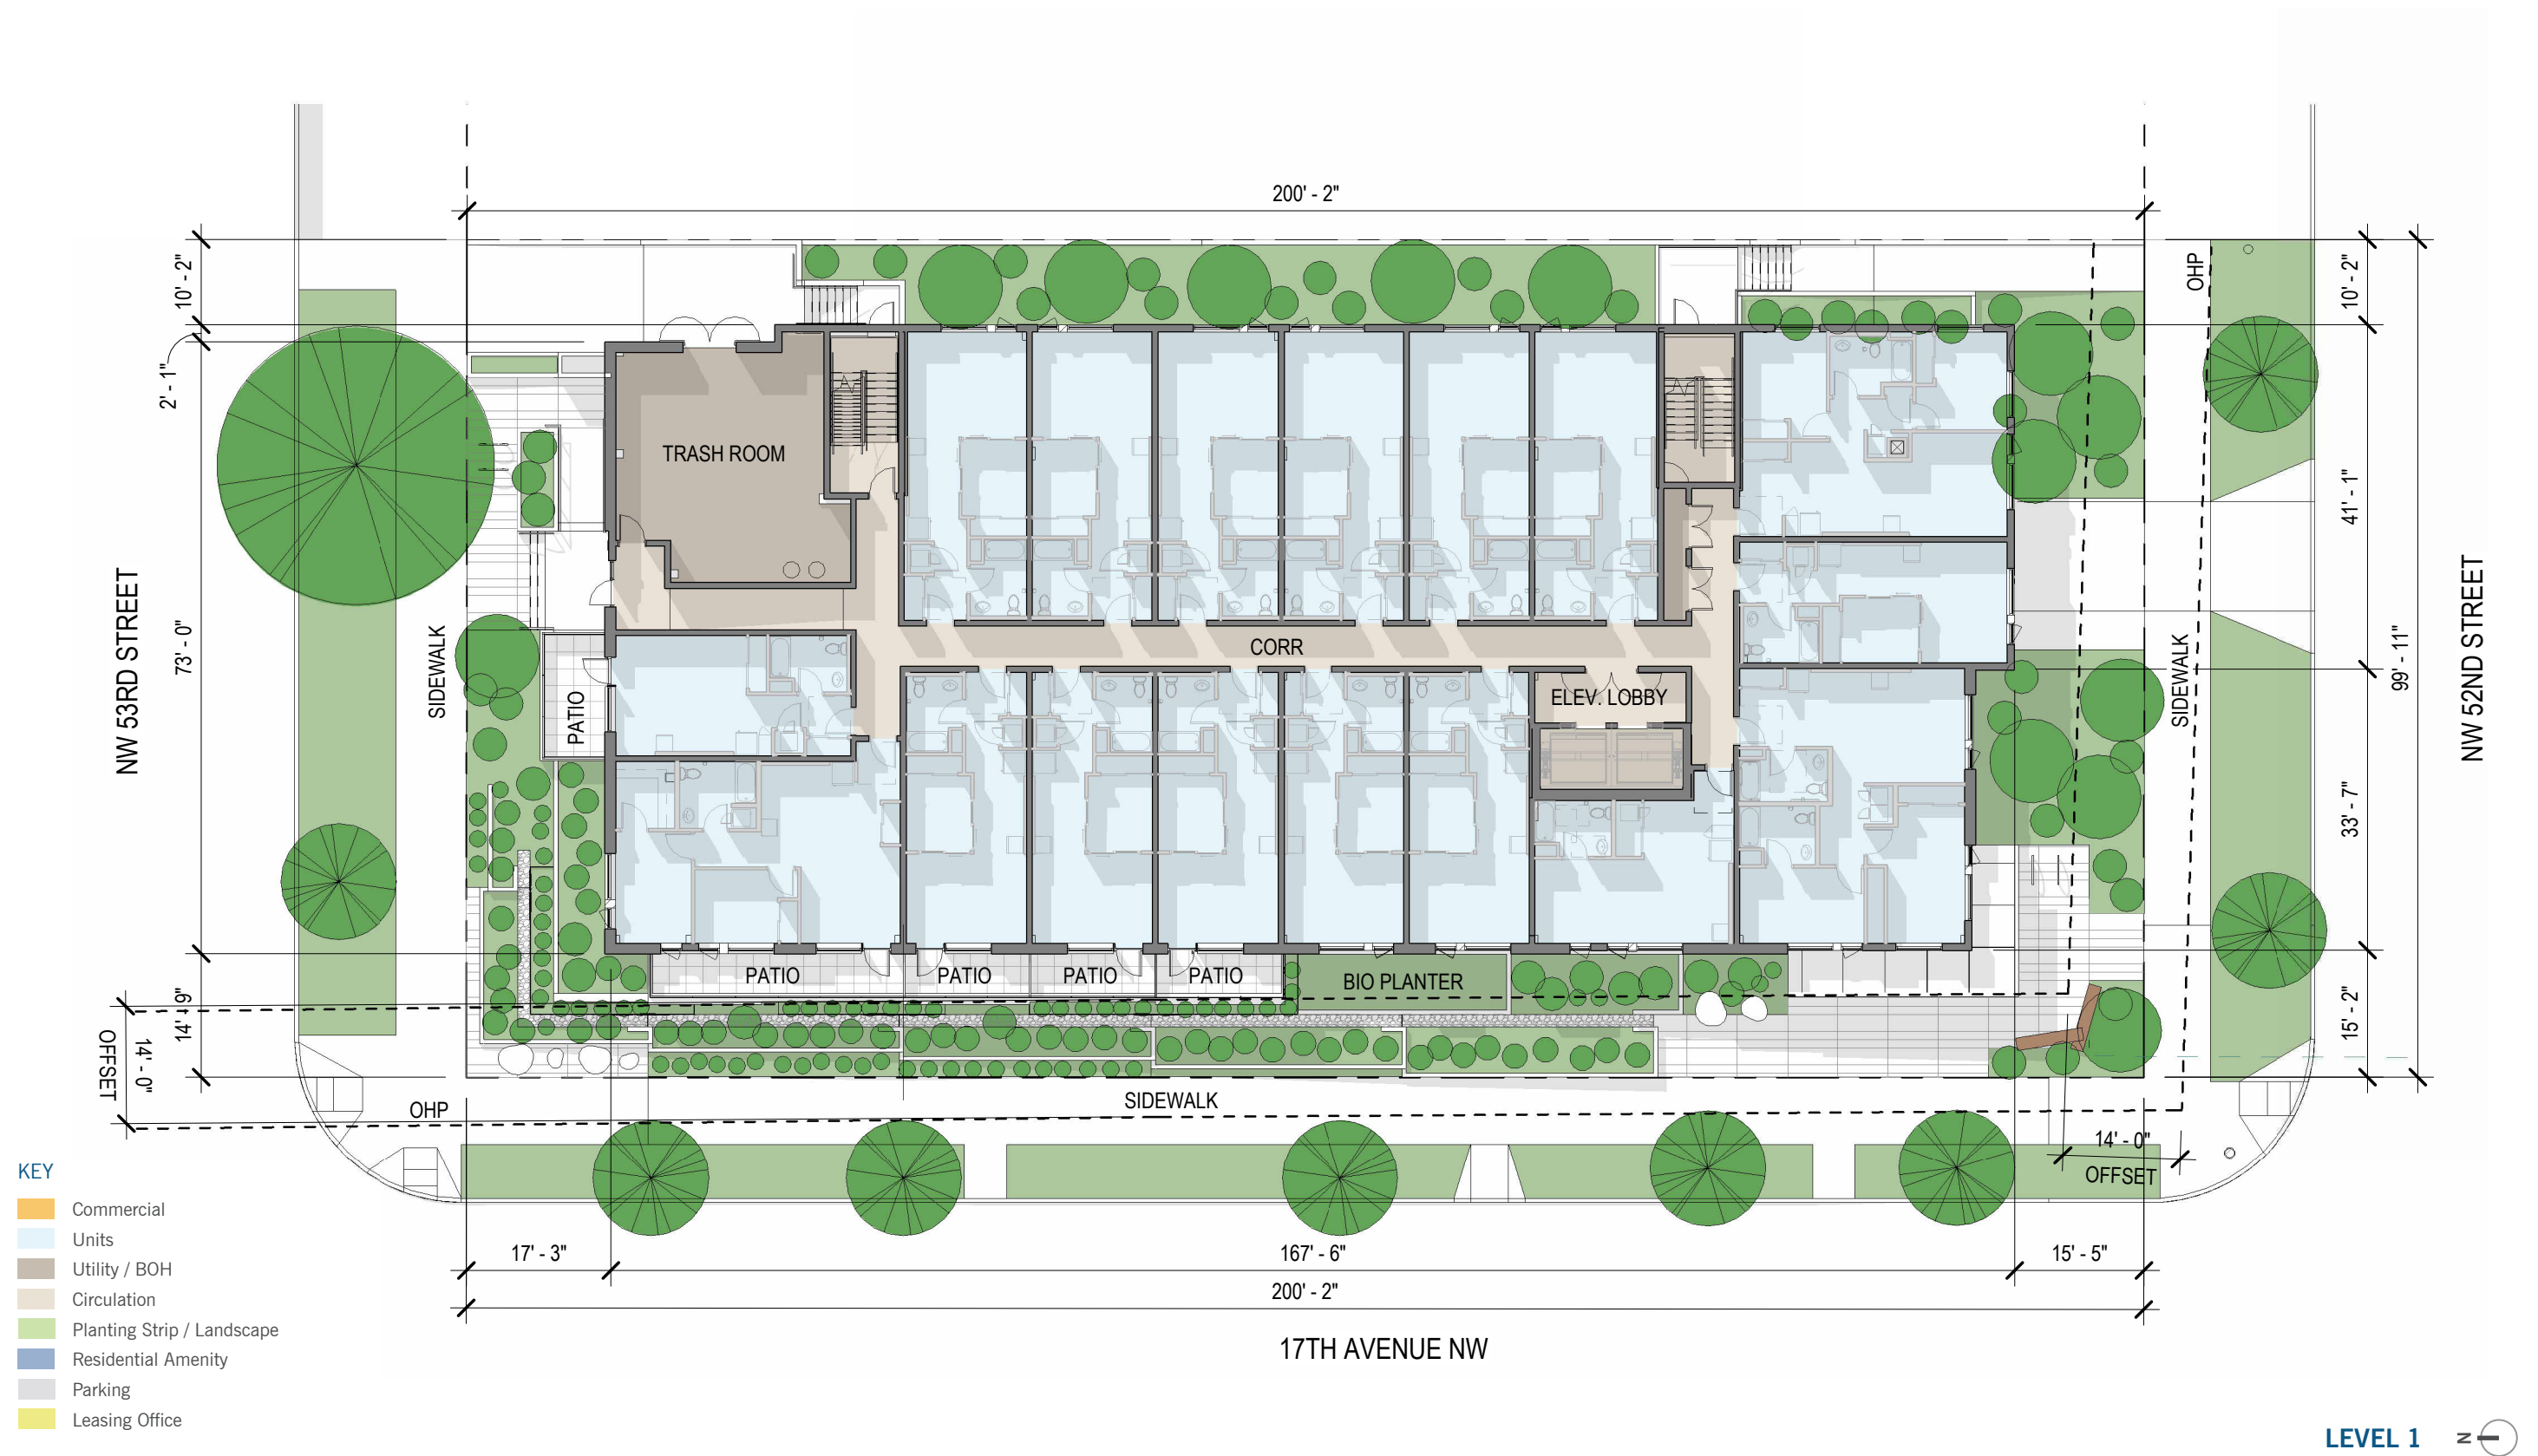 200' - 2"
10' - 2"
2' - 1"
73' - 0"
14' - 9"
14' - 0"
OFFSET
NW 53RD STREET
SIDEWALK
PATIO
TRASH ROOM
CORR
ELEV. LOBBY
PATIO
PATIO
PATIO
PATIO
BIO PLANTER
OHP
SIDEWALK
OHP
SIDEWALK
10' - 2"
41' - 1"
33' - 7"
15' - 2"
99' - 11"
NW 52ND STREET
14' - 0"
OFFSET
17' - 3"
167' - 6"
15' - 5"
200' - 2"
17TH AVENUE NW
KEY
Commercial
Units
Utility / BOH
Circulation
Planting Strip / Landscape
Residential Amenity
Parking
Leasing Office
LEVEL 1
N